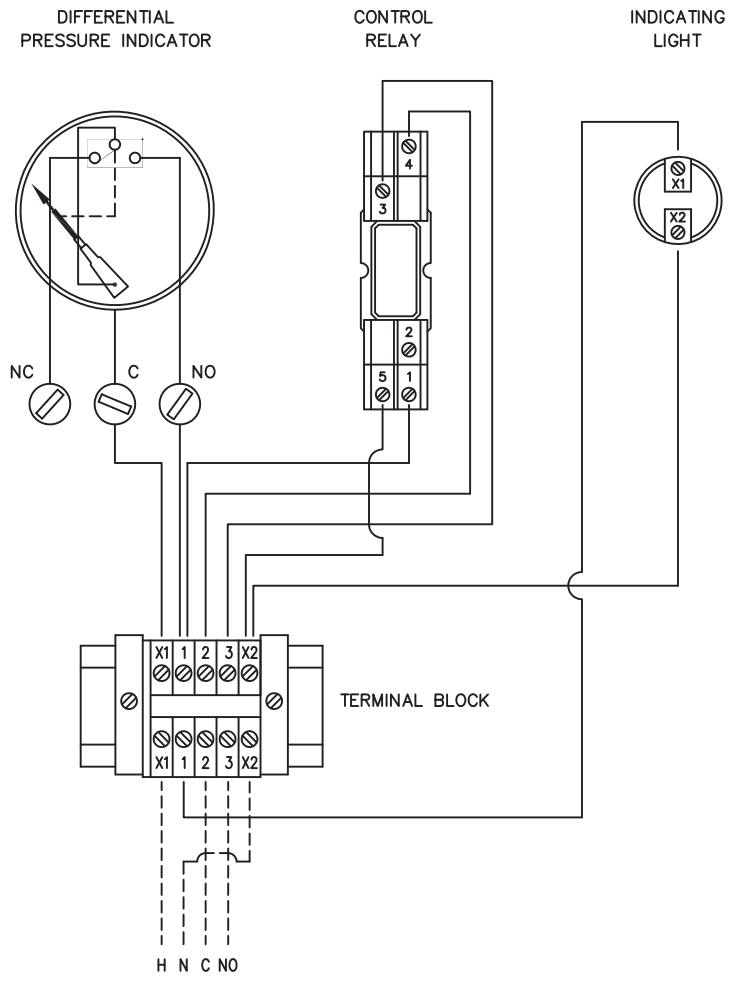 DIFFERENTIAL
PRESSURE INDICATOR
CONTROL
RELAY
INDICATING
LIGHT
4
3
X1
X2
2
5 1
NC C NO
X1 1 2 3 X2
TERMINAL BLOCK
X1 1 2 3 X2
H N C NO